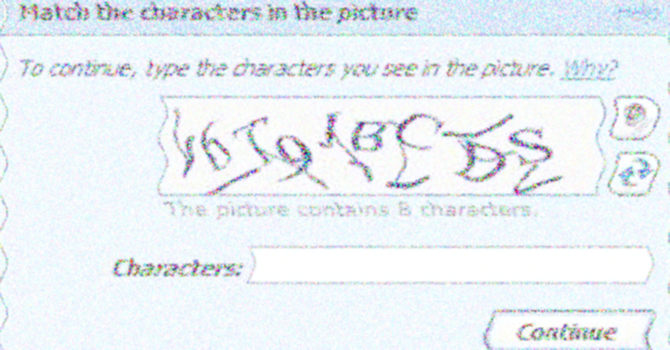 Match the characters in the picture
Help
To continue, type the characters you see in the picture. Why?
The picture contains 8 characters.
Characters:
Continue